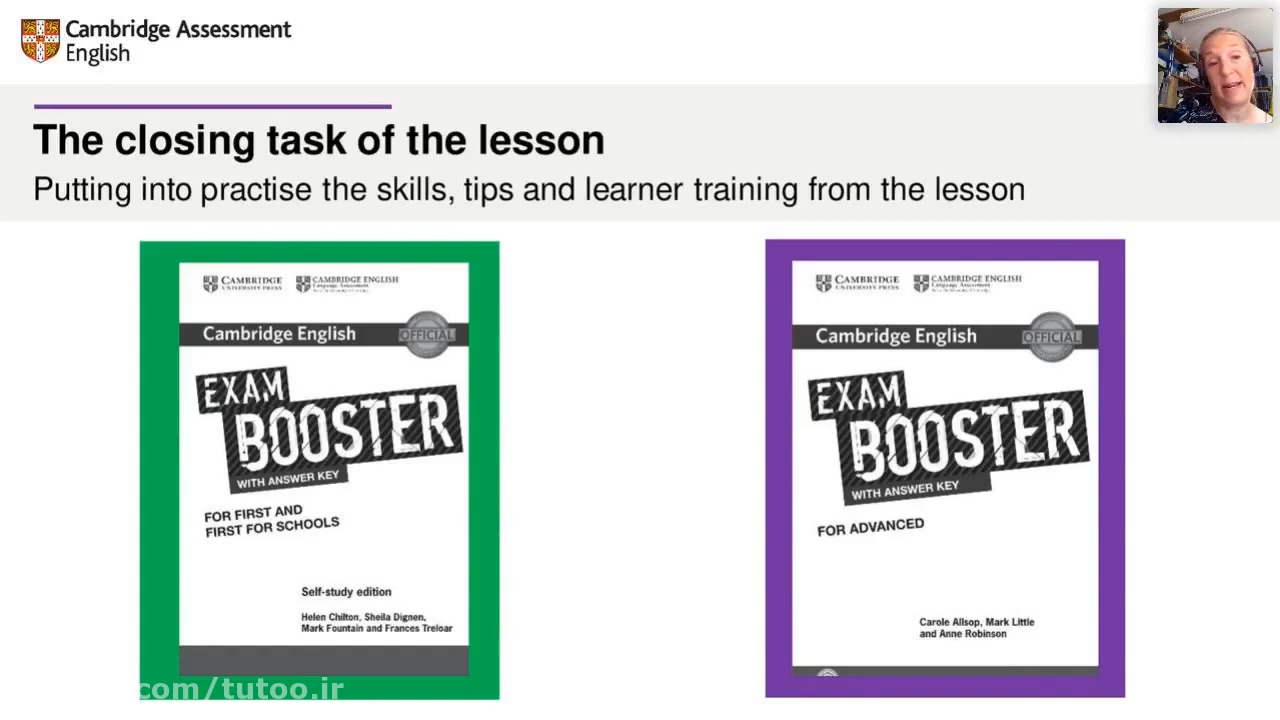 Cambridge Assessment
English
The closing task of the lesson
Putting into practise the skills, tips and learner training from the lesson
CAMBRIDGE
UNIVERSITY PRESS
CAMBRIDGE ENGLISH
Language Assessment
Cambridge English
OFFICIAL
EXAM
BOOSTER
WITH ANSWER KEY
FOR FIRST AND
FIRST FOR SCHOOLS
Self-study edition
Helen Chilton, Sheila Dignen,
Mark Fountain and Frances Treloar
CAMBRIDGE
UNIVERSITY PRESS
CAMBRIDGE ENGLISH
Language Assessment
Cambridge English
OFFICIAL
EXAM
BOOSTER
WITH ANSWER KEY
FOR ADVANCED
Carole Allsop, Mark Little
and Anne Robinson
.com/tutoo.ir